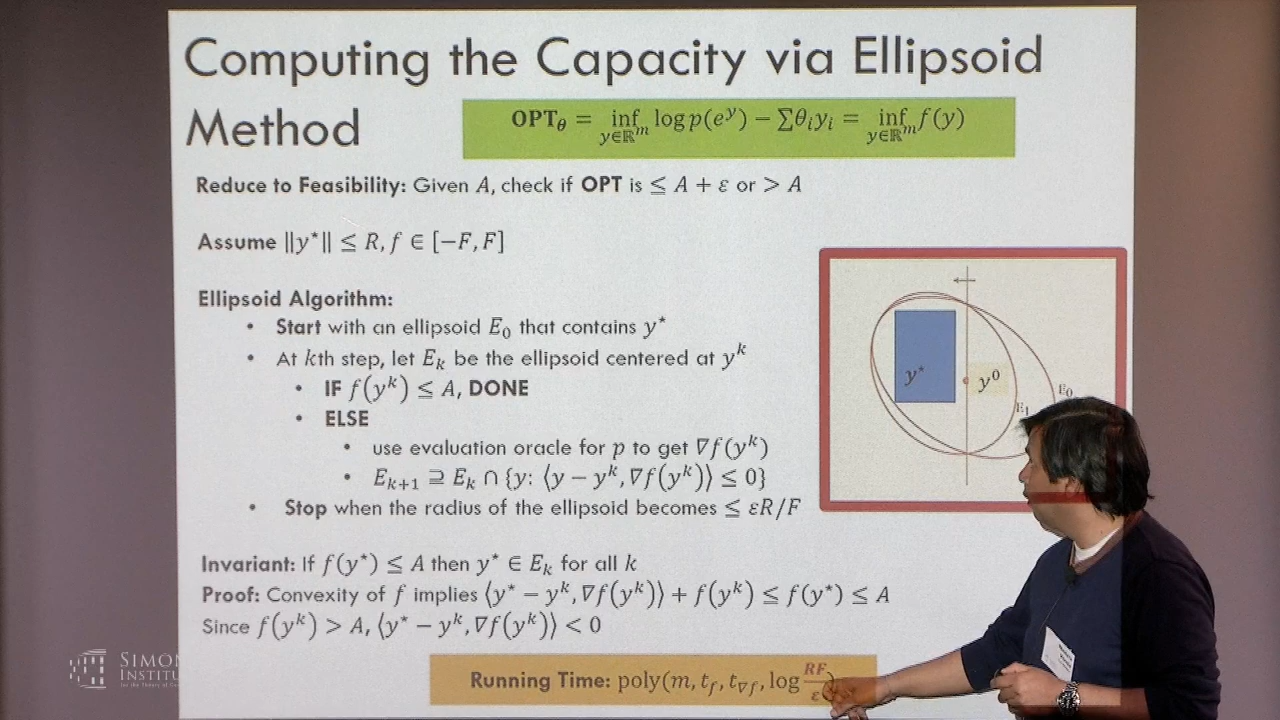 Computing the Capacity via Ellipsoid
Method
OPT_θ = inf_{y∈ℝ^m} log p(e^y) − ∑θ_i y_i = inf_{y∈ℝ^m} f(y)
Reduce to Feasibility: Given A, check if OPT is ≤ A + ε or > A
Assume ‖y*‖ ≤ R, f ∈ [−F, F]
Ellipsoid Algorithm:
• Start with an ellipsoid E_0 that contains y*
• At kth step, let E_k be the ellipsoid centered at y^k
• IF f(y^k) ≤ A, DONE
• ELSE
• use evaluation oracle for p to get ∇f(y^k)
• E_{k+1} ⊇ E_k ∩ {y: ⟨y − y^k, ∇f(y^k)⟩ ≤ 0}
• Stop when the radius of the ellipsoid becomes ≤ εR/F
y*
y^0
E_0
E_1
Invariant: If f(y*) ≤ A then y* ∈ E_k for all k
Proof: Convexity of f implies ⟨y* − y^k, ∇f(y^k)⟩ + f(y^k) ≤ f(y*) ≤ A
Since f(y^k) > A, ⟨y* − y^k, ∇f(y^k)⟩ < 0
Running Time: poly(m, t_f, t_{∇f}, log RF/ε)